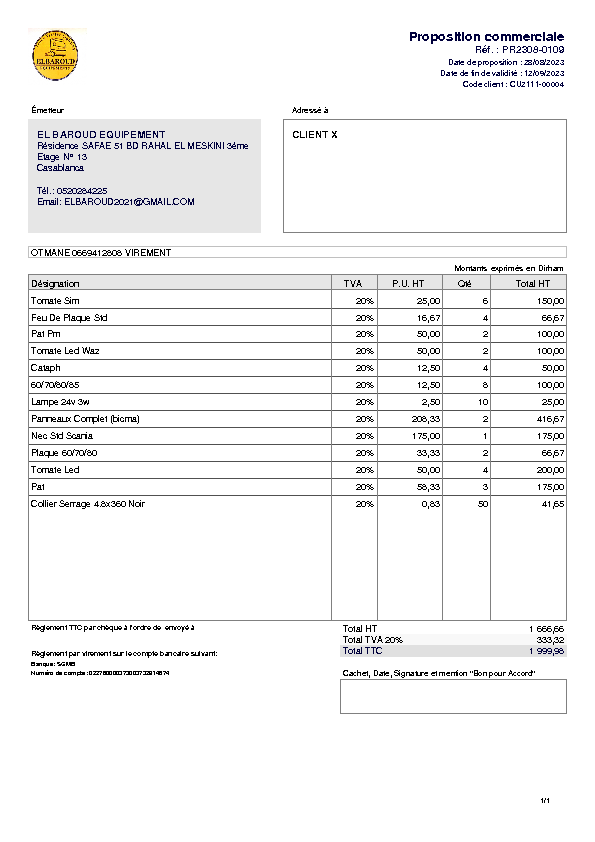 ELBAROUD
EQUIPEMENT
Proposition commerciale
Réf. : PR2308-0109
Date de proposition : 28/08/2023
Date de fin de validité : 12/09/2023
Code client : CU2111-00004
Émetteur
Adressé à
EL BAROUD EQUIPEMENT
Résidence SAFAE 51 BD RAHAL EL MESKINI 3éme
Etage N° 13
Casablanca
Tél.: 0520284225
Email: ELBAROUD2021@GMAIL.COM
CLIENT X
OTMANE 0669412808 VIREMENT
Montants exprimés en Dirham
Désignation TVA P.U. HT Qté Total HT
Tomate Sim 20% 25,00 6 150,00
Feu De Plaque Std 20% 16,67 4 66,67
Pat Pm 20% 50,00 2 100,00
Tomate Led Waz 20% 50,00 2 100,00
Cataph 20% 12,50 4 50,00
60/70/80/85 20% 12,50 8 100,00
Lampe 24v 3w 20% 2,50 10 25,00
Panneaux Complet (bicma) 20% 208,33 2 416,67
Nec Std Scania 20% 175,00 1 175,00
Plaque 60/70/80 20% 33,33 2 66,67
Tomate Led 20% 50,00 4 200,00
Pat 20% 58,33 3 175,00
Collier Serrage 4.8x360 Noir 20% 0,83 50 41,65
Règlement TTC par chèque à l'ordre de envoyé à
Total HT 1 666,66
Total TVA 20% 333,32
Total TTC 1 999,98
Règlement par virement sur le compte bancaire suivant:
Banque: SGMB
Cachet, Date, Signature et mention "Bon pour Accord"
1/1